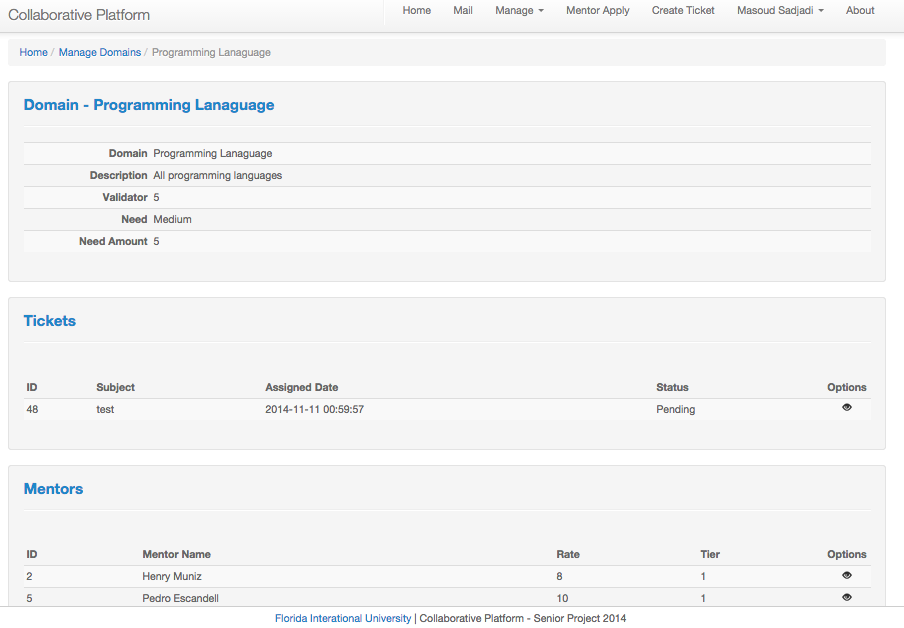 Collaborative Platform Home Mail Manage Mentor Apply Create Ticket Masoud Sadjadi About
Home / Manage Domains / Programming Lanaguage
Domain - Programming Lanaguage
Domain Programming Lanaguage
Description All programming languages
Validator 5
Need Medium
Need Amount 5
Tickets
ID Subject Assigned Date Status Options
48 test 2014-11-11 00:59:57 Pending
Mentors
ID Mentor Name Rate Tier Options
2 Henry Muniz 8 1
5 Pedro Escandell 10 1
Florida Interational University | Collaborative Platform - Senior Project 2014